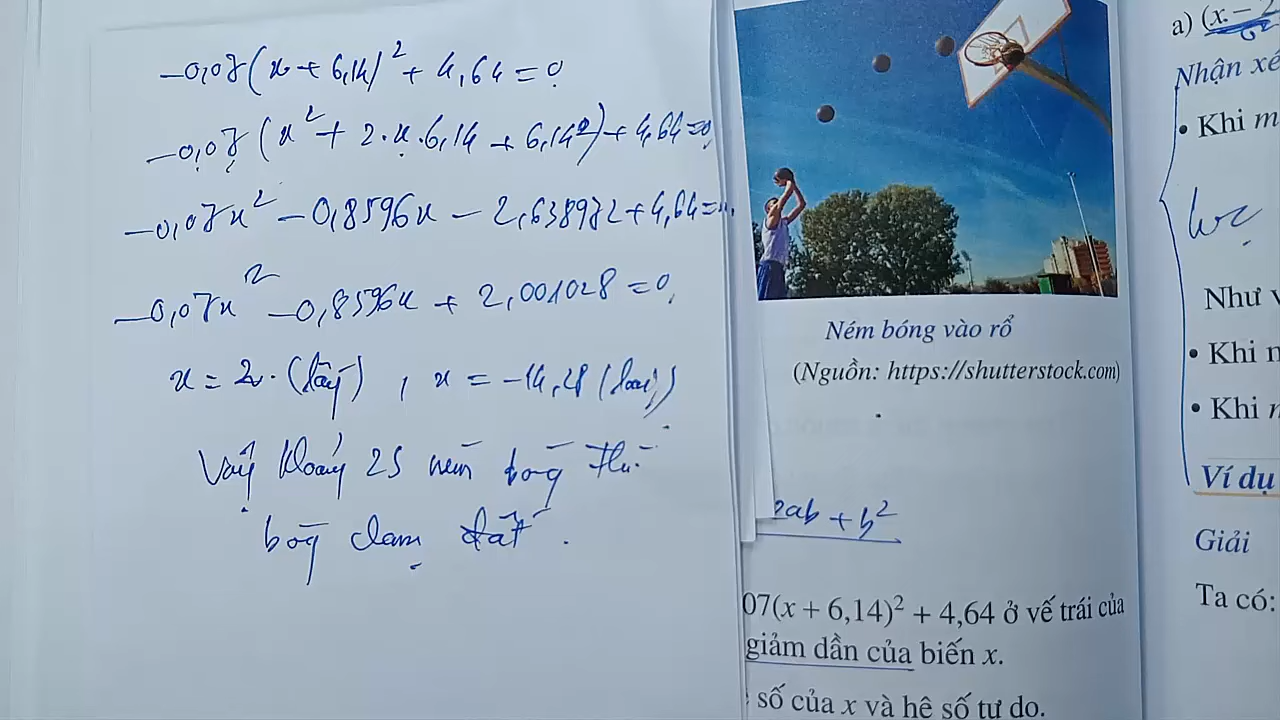 -0,07(x + 6,14)² + 4,64 = 0
-0,07(x² + 2.x.6,14 + 6,14²) + 4,64 = 0
-0,07x² - 0,8596x - 2,638972 + 4,64 =
-0,07x² - 0,8596x + 2,001028 = 0
x = 2. (lấy), x = -14,28 (loại)
Vậy khoảng 2s ném bóng thì
bóng chạm đất.
Ném bóng vào rổ
(Nguồn: https://shutterstock.com)
2ab + b²
07(x + 6,14)² + 4,64 ở vế trái của
giảm dần của biến x.
số của x và hệ số tự do.
a) (x - 2
Nhận xé
• Khi m
Như v
• Khi n
• Khi n
Ví dụ
Giải
Ta có: